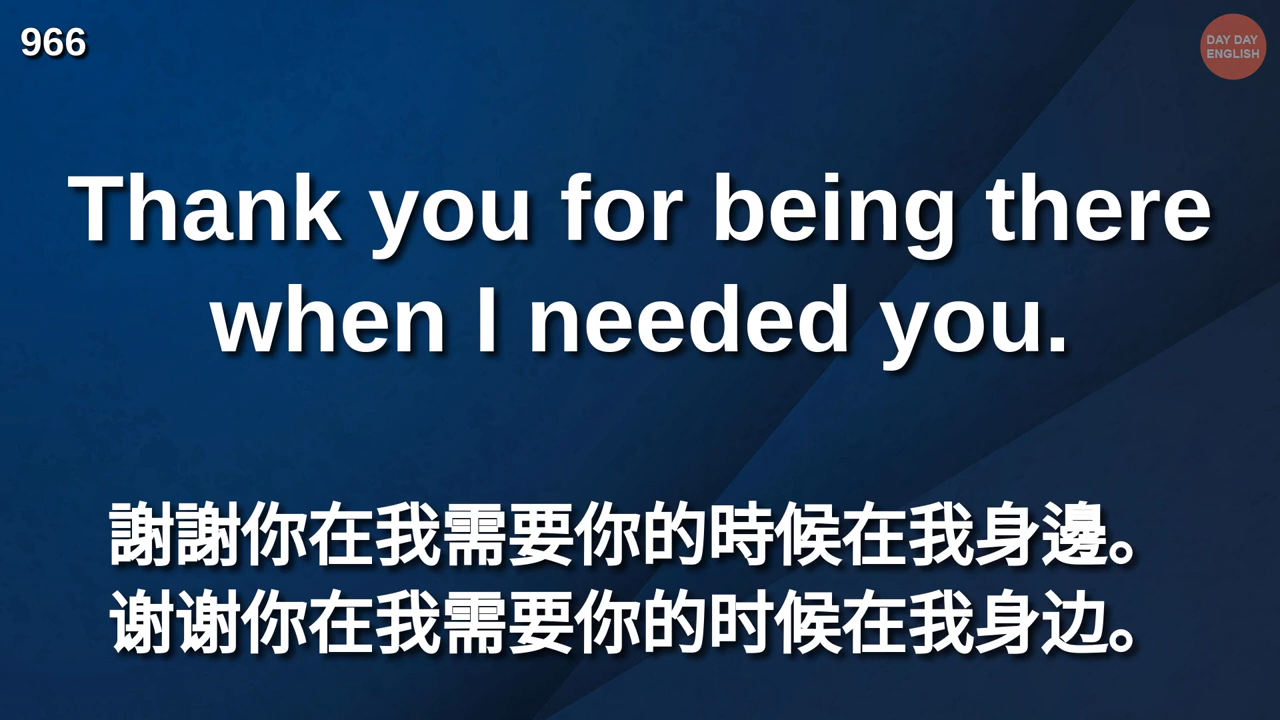 966
DAY DAY
ENGLISH
Thank you for being there
when I needed you.
謝謝你在我需要你的時候在我身邊。
谢谢你在我需要你的时候在我身边。